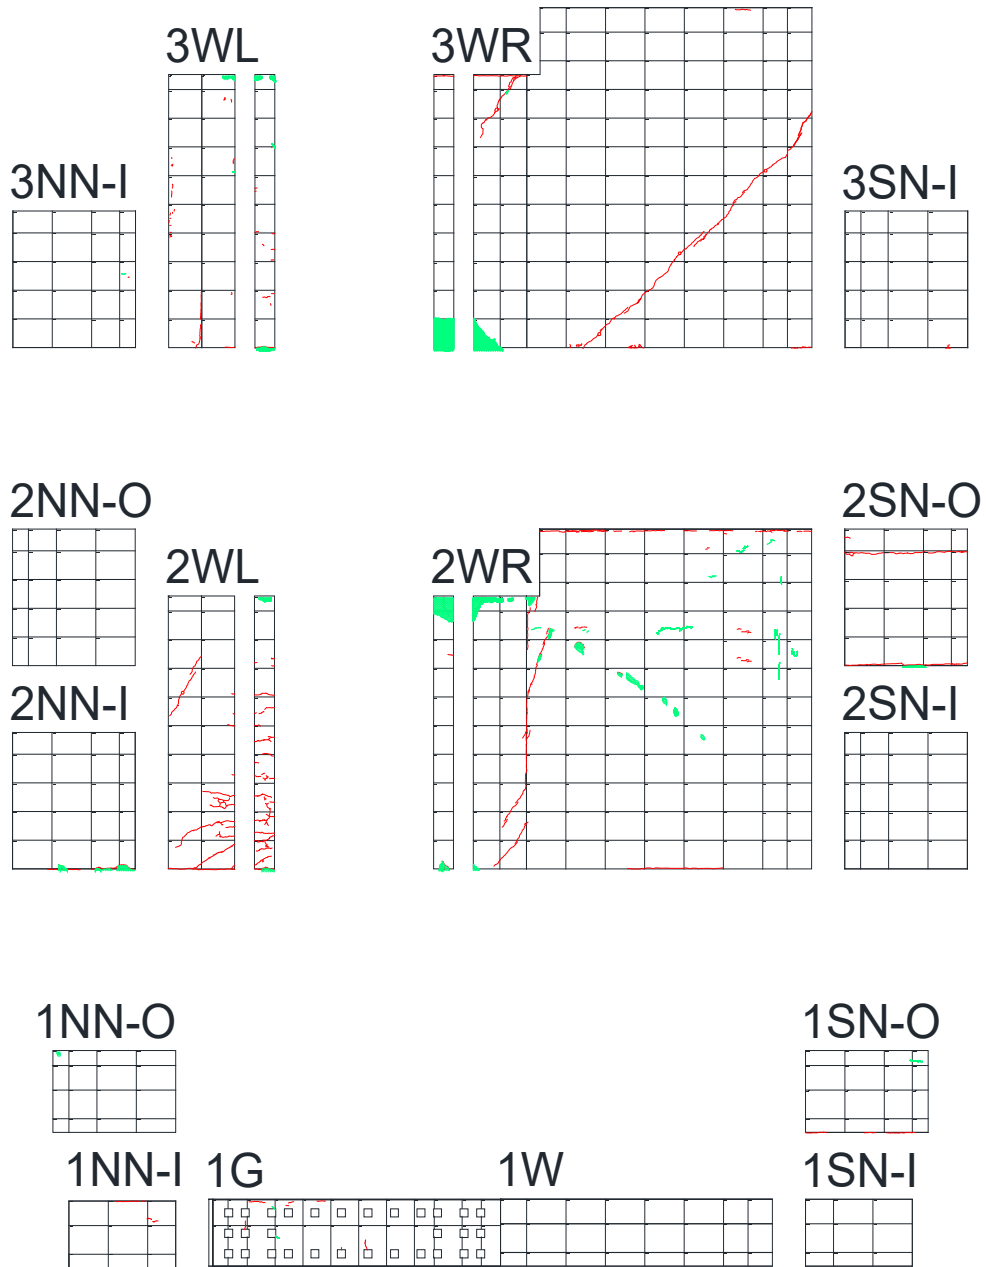 3WL 3WR
3NN-I 3SN-I
2NN-O 2SN-O
2WL 2WR
2NN-I 2SN-I
1NN-O 1SN-O
1NN-I 1G 1W 1SN-I